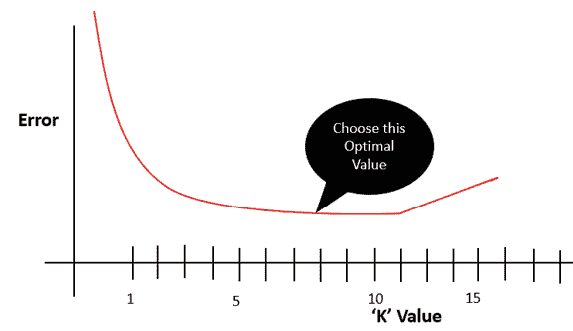 Error
Choose this
Optimal
Value
1
5
10
15
‘K’ Value